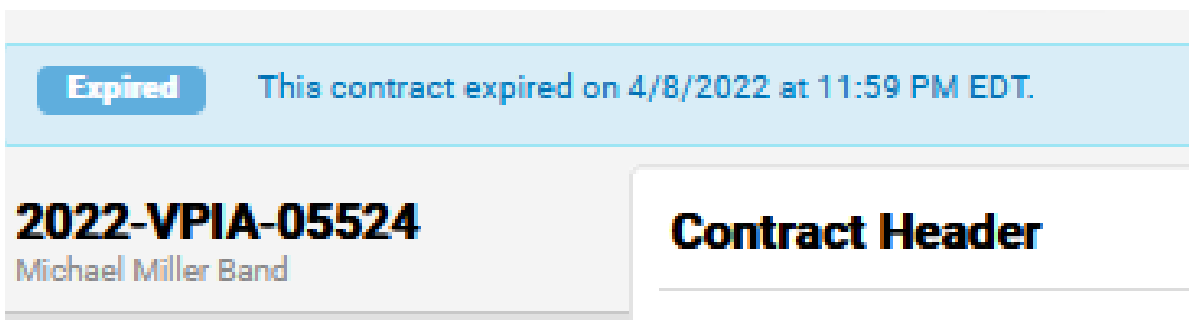 Expired This contract expired on 4/8/2022 at 11:59 PM EDT.
2022-VPIA-05524
Michael Miller Band
Contract Header